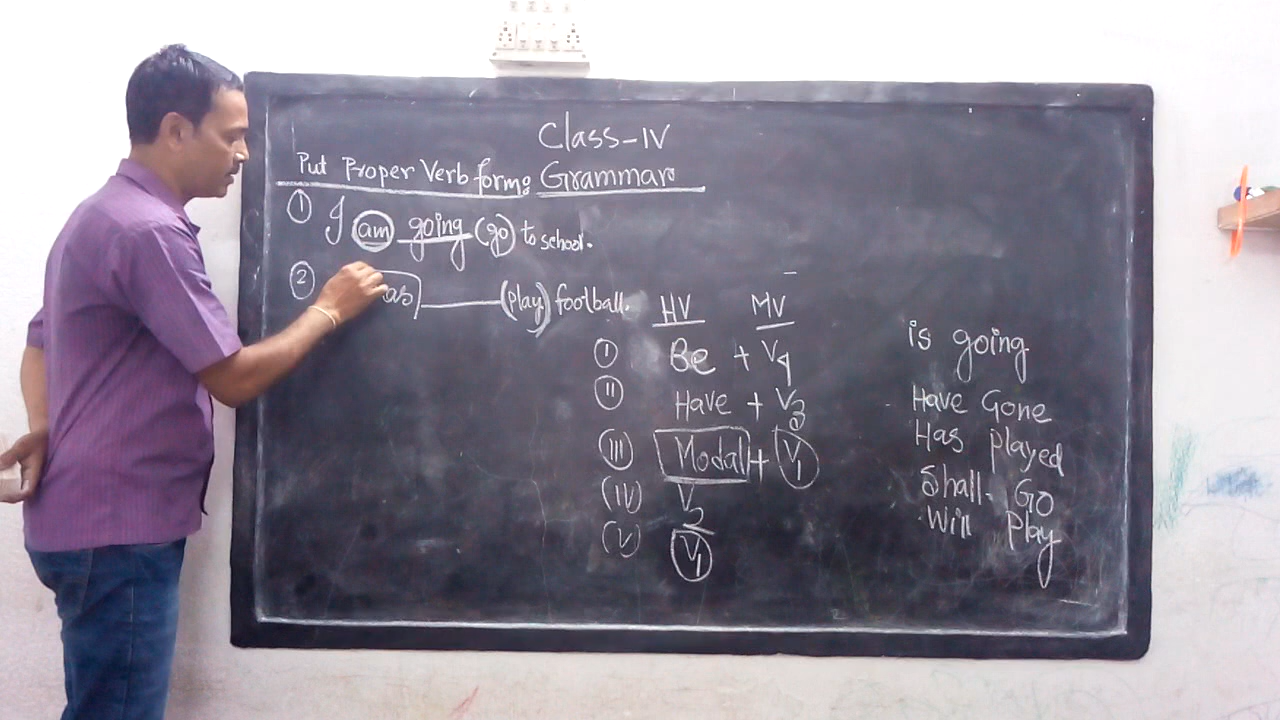 Class-IV
Put Proper Verb form: Grammar
① I am going (go) to school.
② as ______ (play) football.
HV MV
(I) Be + V4
(II) Have + V3
(III) Modal + V1
(IV) V2
(V) V1
is going
Have Gone
Has played
Shall - Go
Will Play